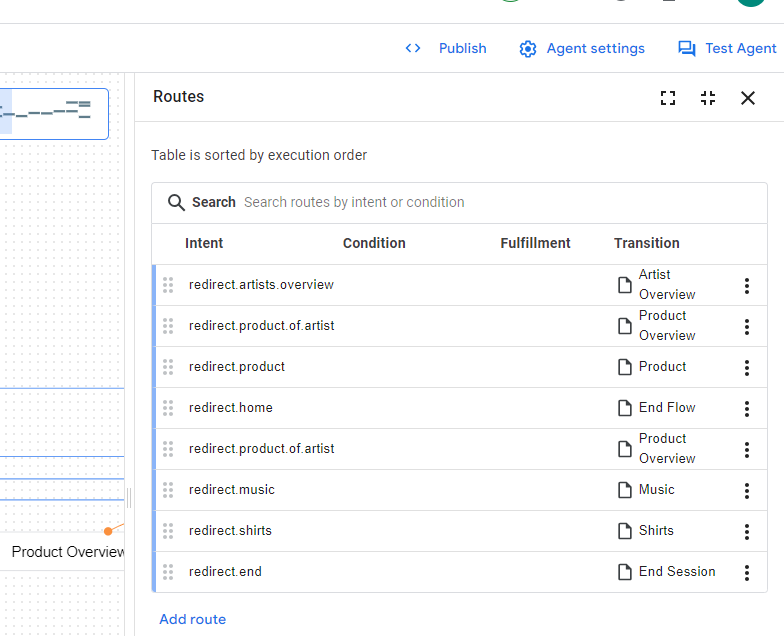 <> Publish Agent settings Test Agent
Routes
Table is sorted by execution order
Search Search routes by intent or condition
Intent Condition Fulfillment Transition
redirect.artists.overview Artist
Overview
redirect.product.of.artist Product
Overview
redirect.product Product
redirect.home End Flow
redirect.product.of.artist Product
Overview
redirect.music Music
redirect.shirts Shirts
Product Overview
redirect.end End Session
Add route